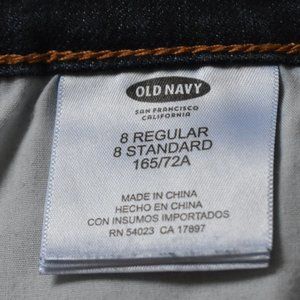 OLD NAVY
SAN FRANCISCO
CALIFORNIA
8 REGULAR
8 STANDARD
165/72A
MADE IN CHINA
HECHO EN CHINA
CON INSUMOS IMPORTADOS
RN 54023 CA 17897